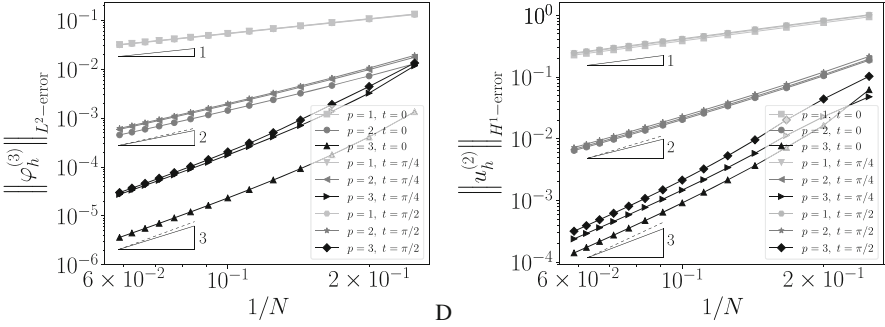 ‖φ_h^{(3)}‖_{L²−error}
10^{-1}
10^{-2}
10^{-3}
10^{-4}
10^{-5}
10^{-6}
1
2
3
p = 1, t = 0
p = 2, t = 0
p = 3, t = 0
p = 1, t = π/4
p = 2, t = π/4
p = 3, t = π/4
p = 1, t = π/2
p = 2, t = π/2
p = 3, t = π/2
6 × 10^{-2}
10^{-1}
2 × 10^{-1}
1/N
D
‖u_h^{(2)}‖_{H¹−error}
10^{0}
10^{-1}
10^{-2}
10^{-3}
10^{-4}
1
2
3
p = 1, t = 0
p = 2, t = 0
p = 3, t = 0
p = 1, t = π/4
p = 2, t = π/4
p = 3, t = π/4
p = 1, t = π/2
p = 2, t = π/2
p = 3, t = π/2
6 × 10^{-2}
10^{-1}
2 × 10^{-1}
1/N